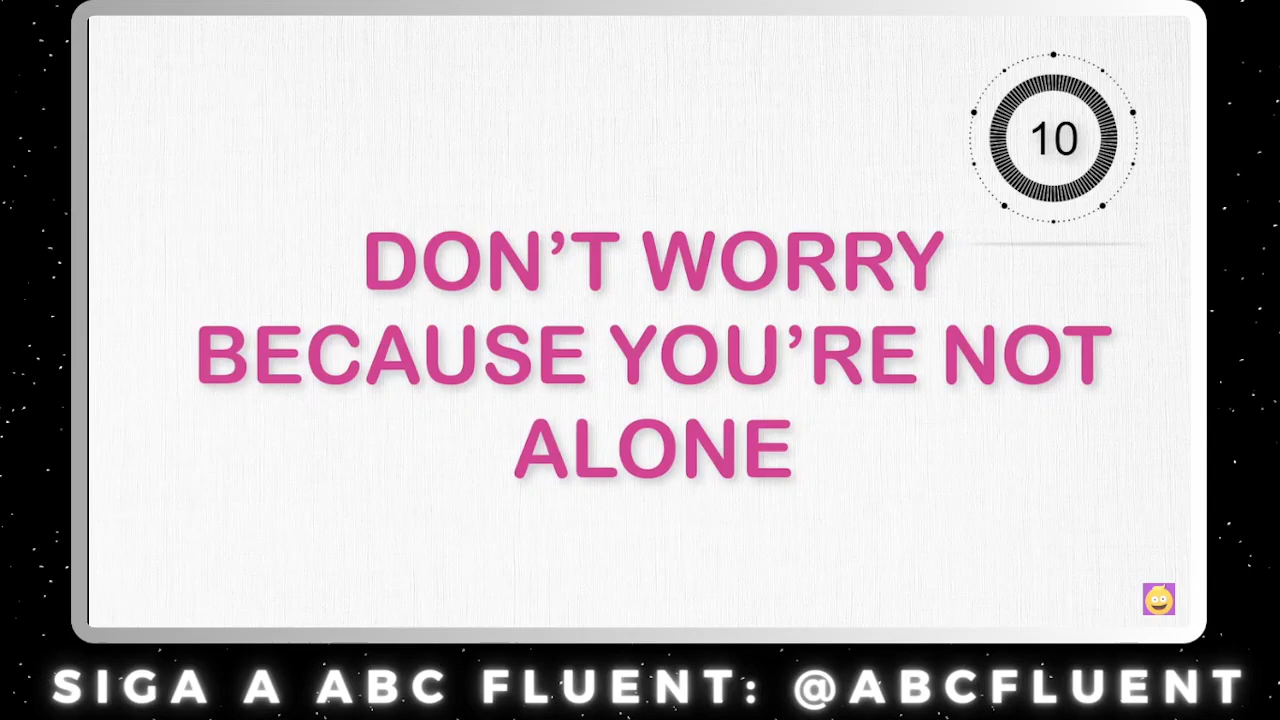 10
DON’T WORRY
BECAUSE YOU’RE NOT
ALONE
SIGA A ABC FLUENT: @ABCFLUENT